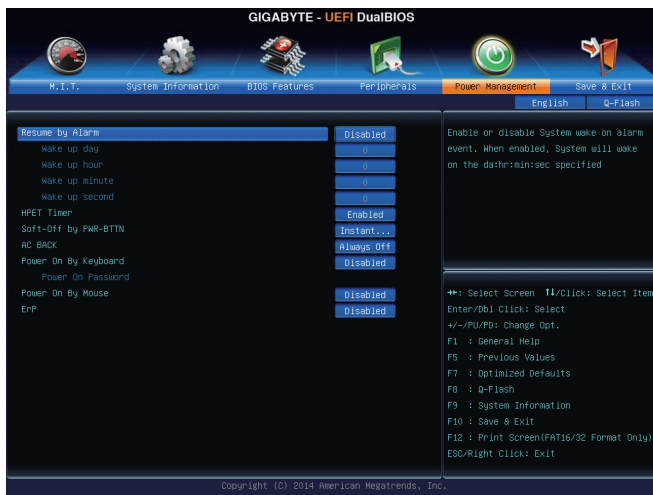 GIGABYTE - UEFI DualBIOS
M.I.T. System Information BIOS Features Peripherals Power Management Save & Exit
English Q-Flash
Resume by Alarm Disabled
Wake up day 0
Wake up hour 0
Wake up minute 0
Wake up second 0
HPET Timer Enabled
Soft-Off by PWR-BTTN Instant...
AC BACK Always Off
Power On By Keyboard Disabled
Power On Password
Power On By Mouse Disabled
ErP Disabled
Enable or disable System wake on alarm
event. When enabled, System will wake
on the da:hr:min:sec specified
→←: Select Screen ↑↓/Click: Select Item
Enter/Dbl Click: Select
+/-/PU/PD: Change Opt.
F1 : General Help
F5 : Previous Values
F7 : Optimized Defaults
F8 : Q-Flash
F9 : System Information
F10 : Save & Exit
F12 : Print Screen(FAT16/32 Format Only)
ESC/Right Click: Exit
Copyright (C) 2014 American Megatrends, Inc.